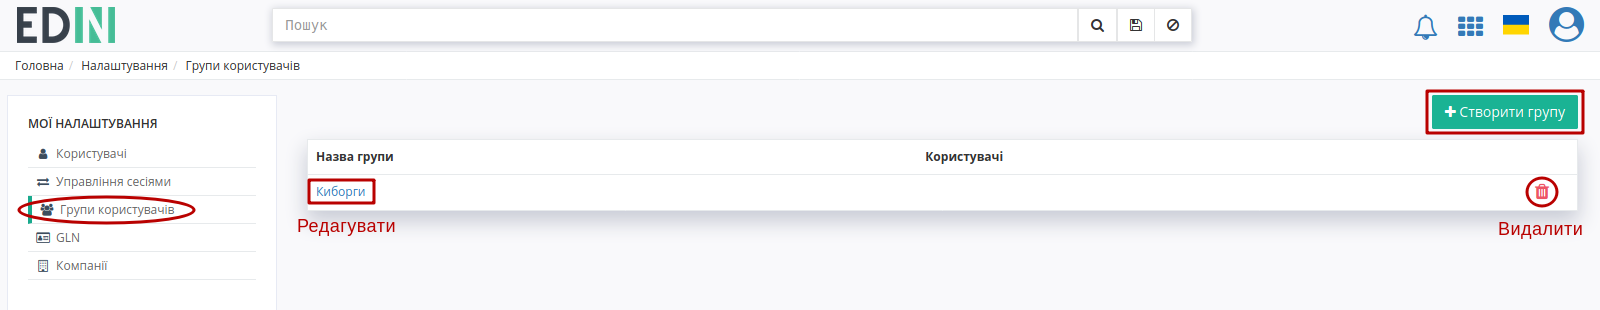 EDIN
Пошук
Головна / Налаштування / Групи користувачів
МОЇ НАЛАШТУВАННЯ
Користувачі
Управління сесіями
Групи користувачів
GLN
Компанії
Створити групу
Назва групи Користувачі
Киборги
Редагувати
Видалити